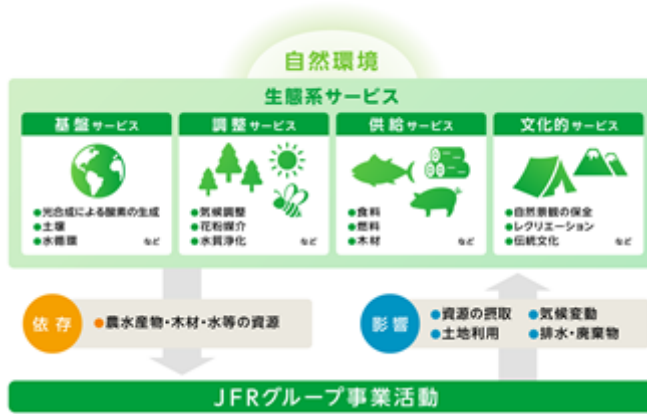 自然環境
生態系サービス
基盤サービス
●光合成による酸素の生成
●土壌
●水循環
など
調整サービス
●気候調整
●花粉媒介
●水質浄化
など
供給サービス
●食料
●燃料
●木材
など
文化的サービス
●自然景観の保全
●レクリエーション
●伝統文化
など
依存
●農水産物・木材・水等の資源
影響
●資源の摂取 ●気候変動
●土地利用 ●排水・廃棄物
JFRグループ事業活動